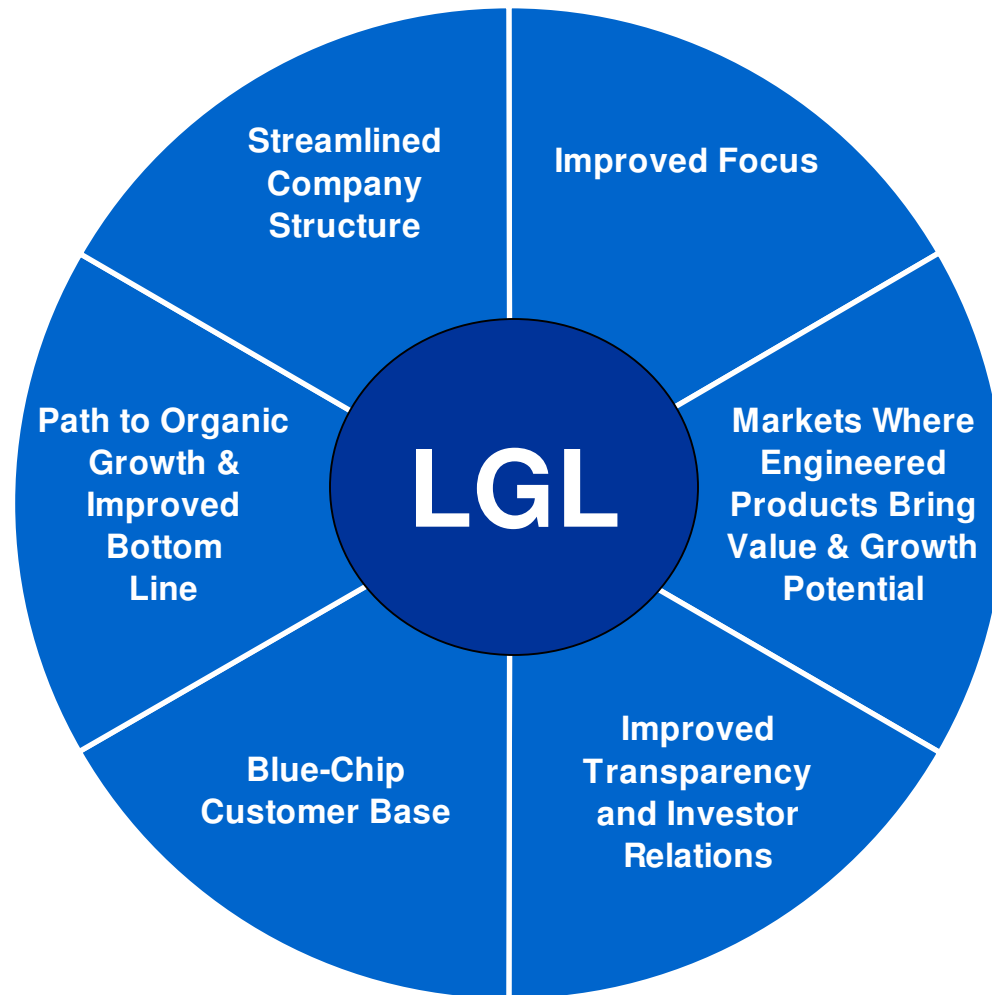 Streamlined
Company
Structure
Improved Focus
Path to Organic
Growth &
Improved
Bottom
Line
LGL
Markets Where
Engineered
Products Bring
Value & Growth
Potential
Blue-Chip
Customer Base
Improved
Transparency
and Investor
Relations